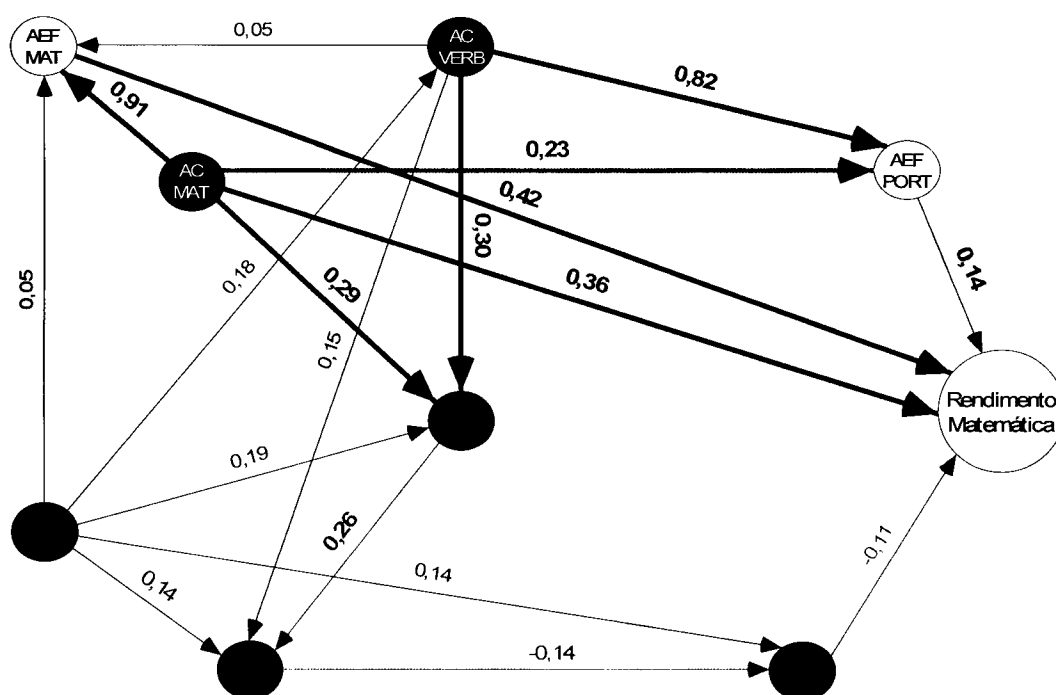 AEF
MAT
0,05
AC
VERB
0,82
0,91
0,23
AC
MAT
AEF
PORT
0,42
0,30
0,18
0,29
0,36
0,14
0,05
0,15
Rendimento
Matemática
0,19
0,26
0,14
0,14
-0,11
-0,14